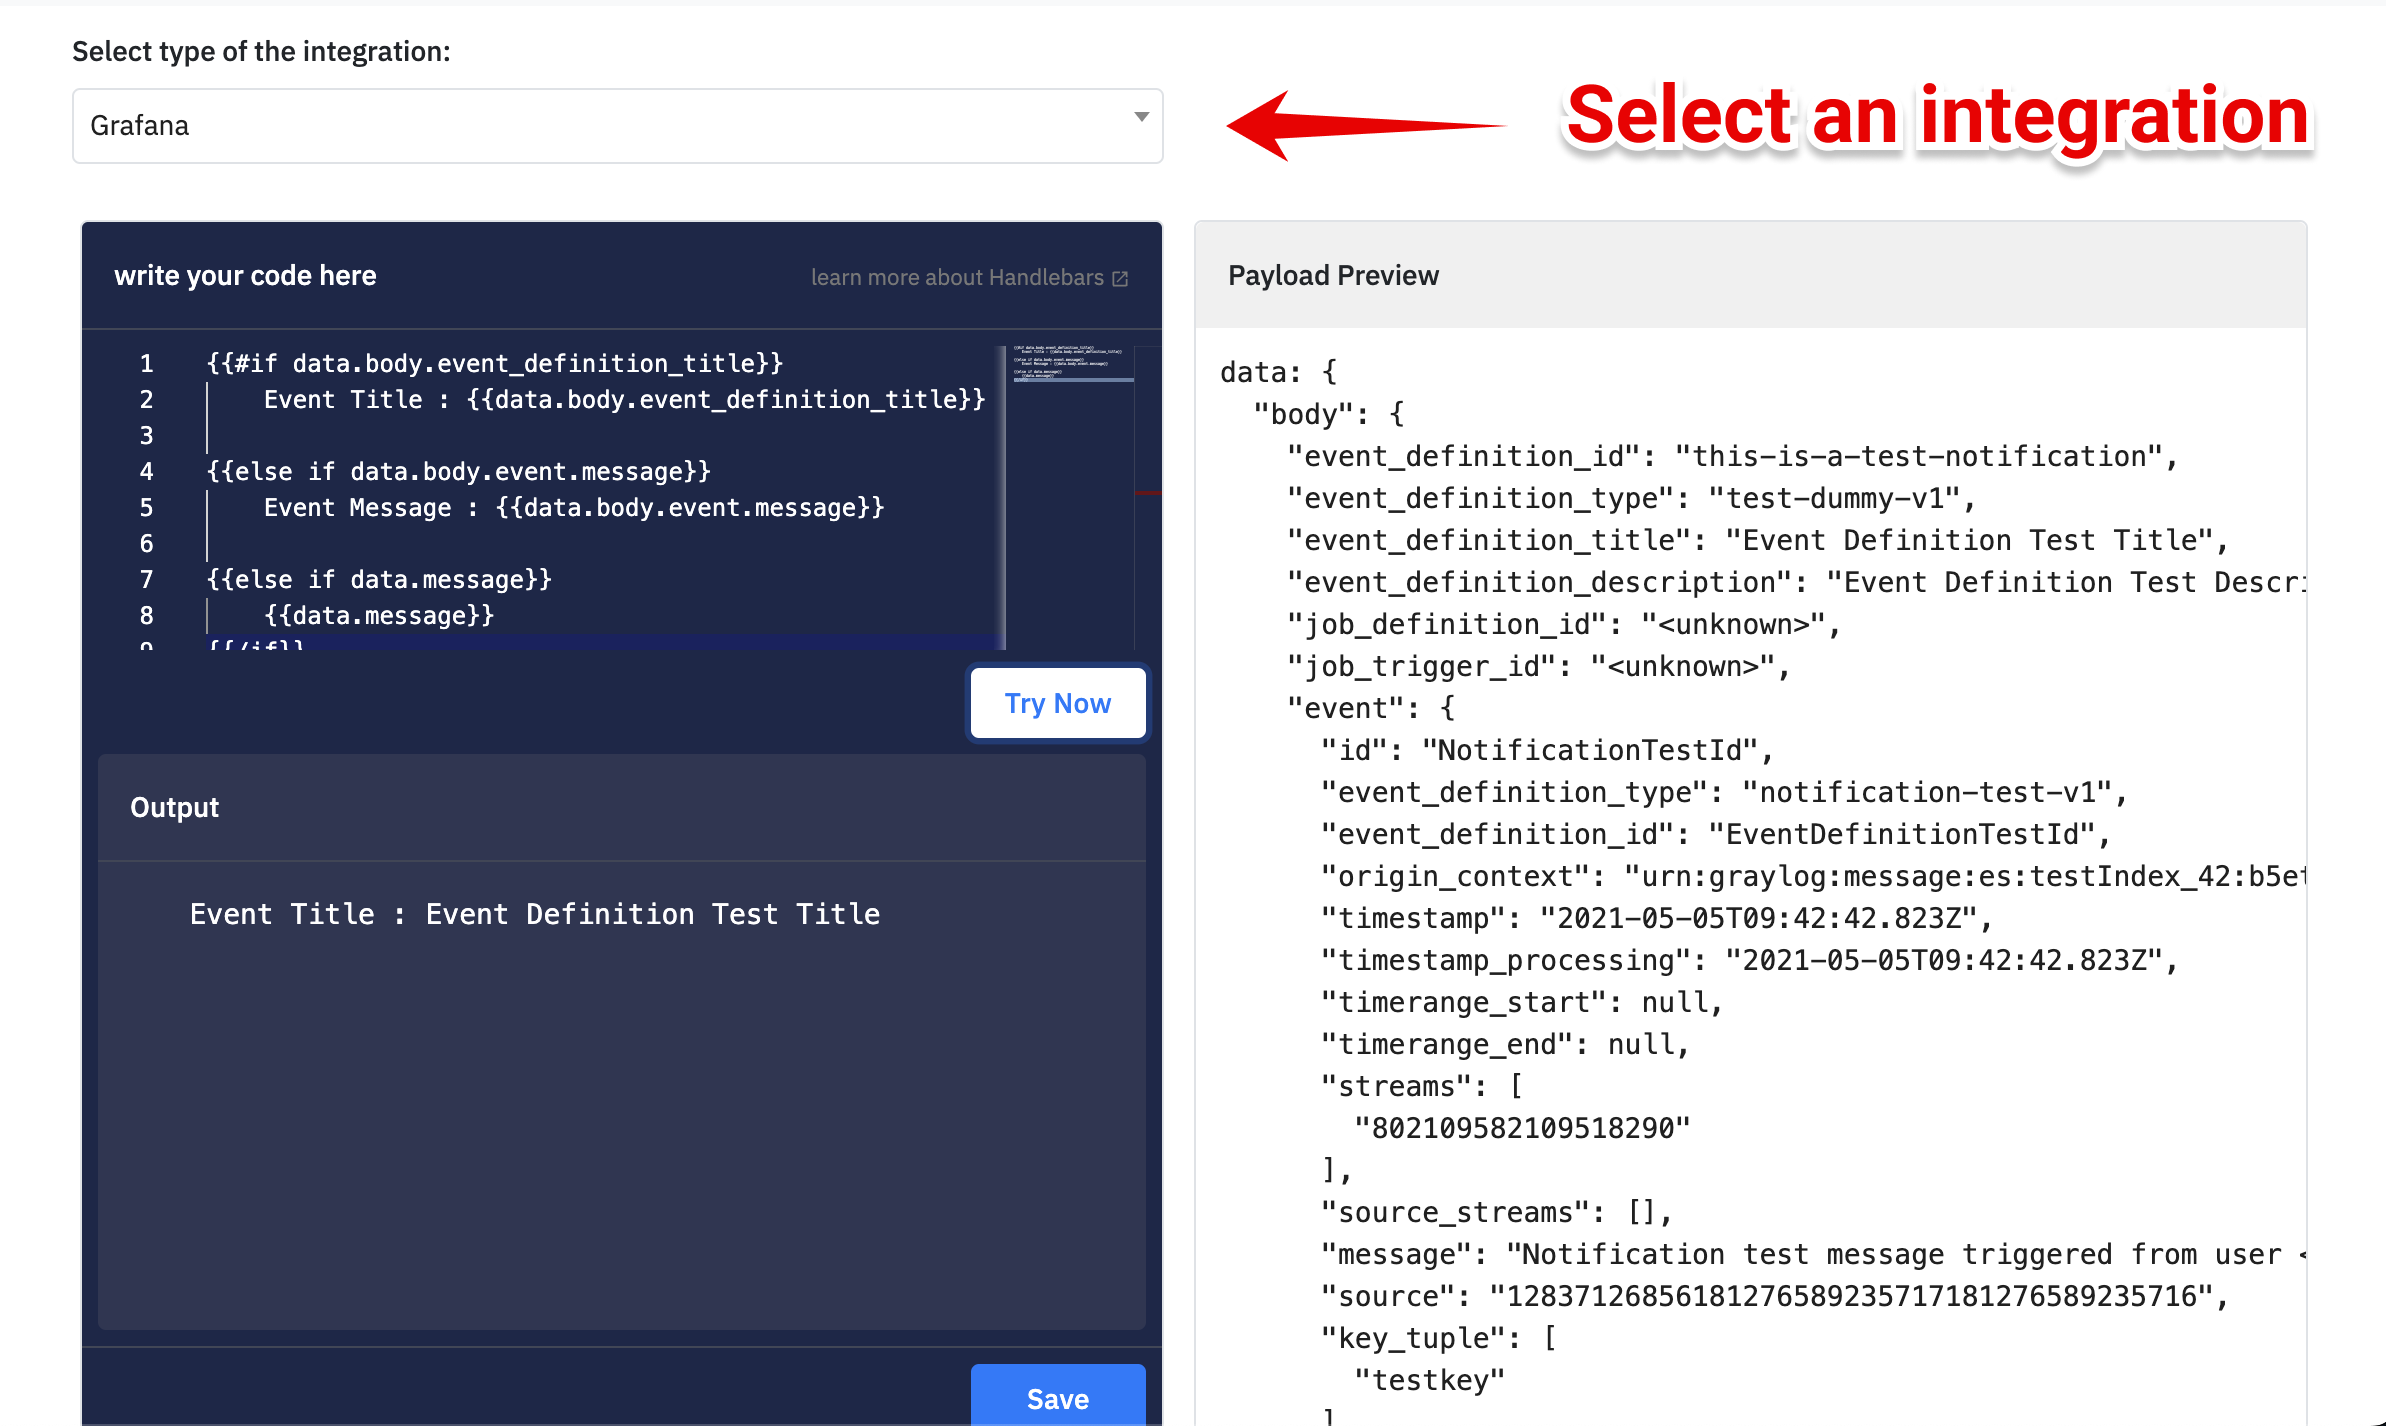 Select type of the integration:
Grafana
Select an integration
write your code here
learn more about Handlebars
1 {{#if data.body.event_definition_title}}
2 Event Title : {{data.body.event_definition_title}}
3
4 {{else if data.body.event.message}}
5 Event Message : {{data.body.event.message}}
6
7 {{else if data.message}}
8 {{data.message}}
9 {{/if}}
Try Now
Output
Event Title : Event Definition Test Title
Save
Payload Preview
data: {
"body": {
"event_definition_id": "this-is-a-test-notification",
"event_definition_type": "test-dummy-v1",
"event_definition_title": "Event Definition Test Title",
"event_definition_description": "Event Definition Test Descri
"job_definition_id": "<unknown>",
"job_trigger_id": "<unknown>",
"event": {
"id": "NotificationTestId",
"event_definition_type": "notification-test-v1",
"event_definition_id": "EventDefinitionTestId",
"origin_context": "urn:graylog:message:es:testIndex_42:b5et
"timestamp": "2021-05-05T09:42:42.823Z",
"timestamp_processing": "2021-05-05T09:42:42.823Z",
"timerange_start": null,
"timerange_end": null,
"streams": [
"802109582109518290"
],
"source_streams": [],
"message": "Notification test message triggered from user <
"source": "12837126856181276589235717181276589235716",
"key_tuple": [
"testkey"
]